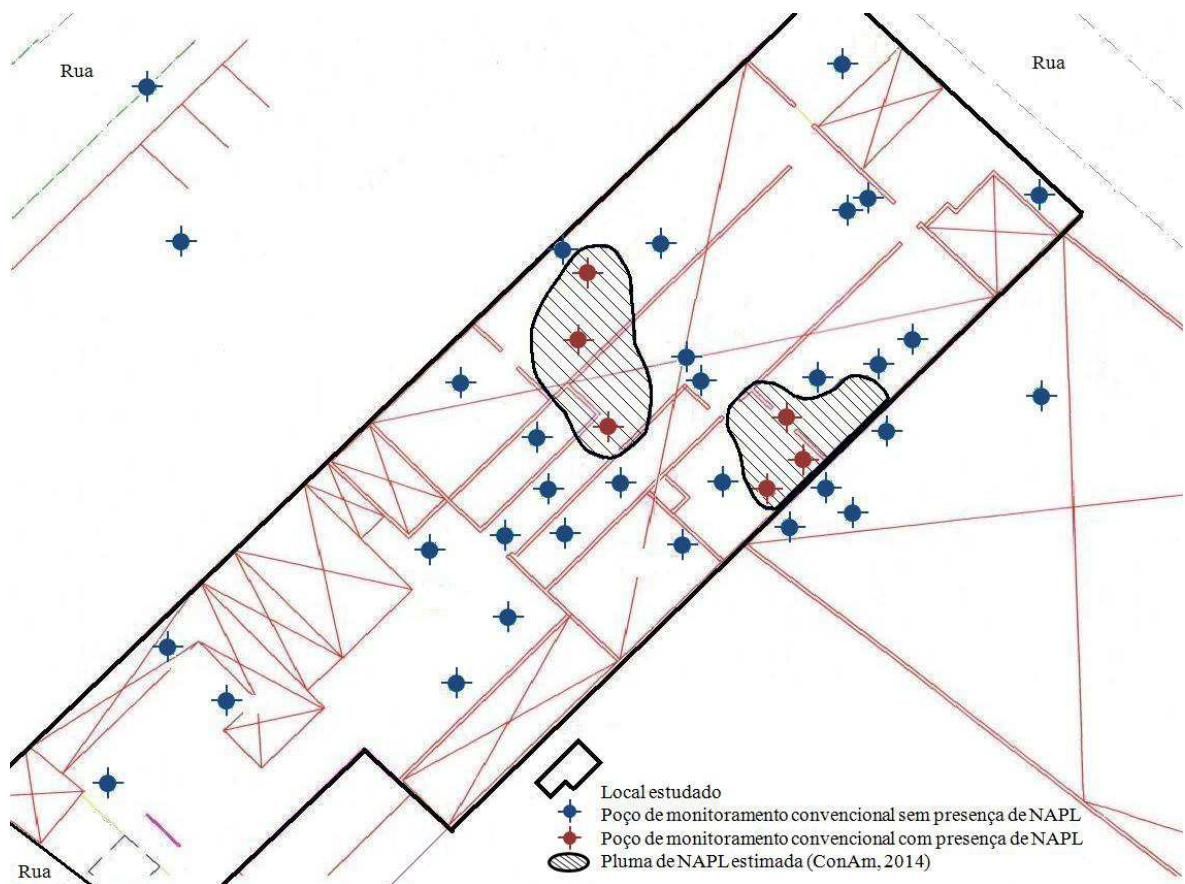 Rua
Rua
Local estudado
Poço de monitoramento convencional sem presença de NAPL
Poço de monitoramento convencional com presença de NAPL
Pluma de NAPL estimada (ConAm, 2014)
Rua